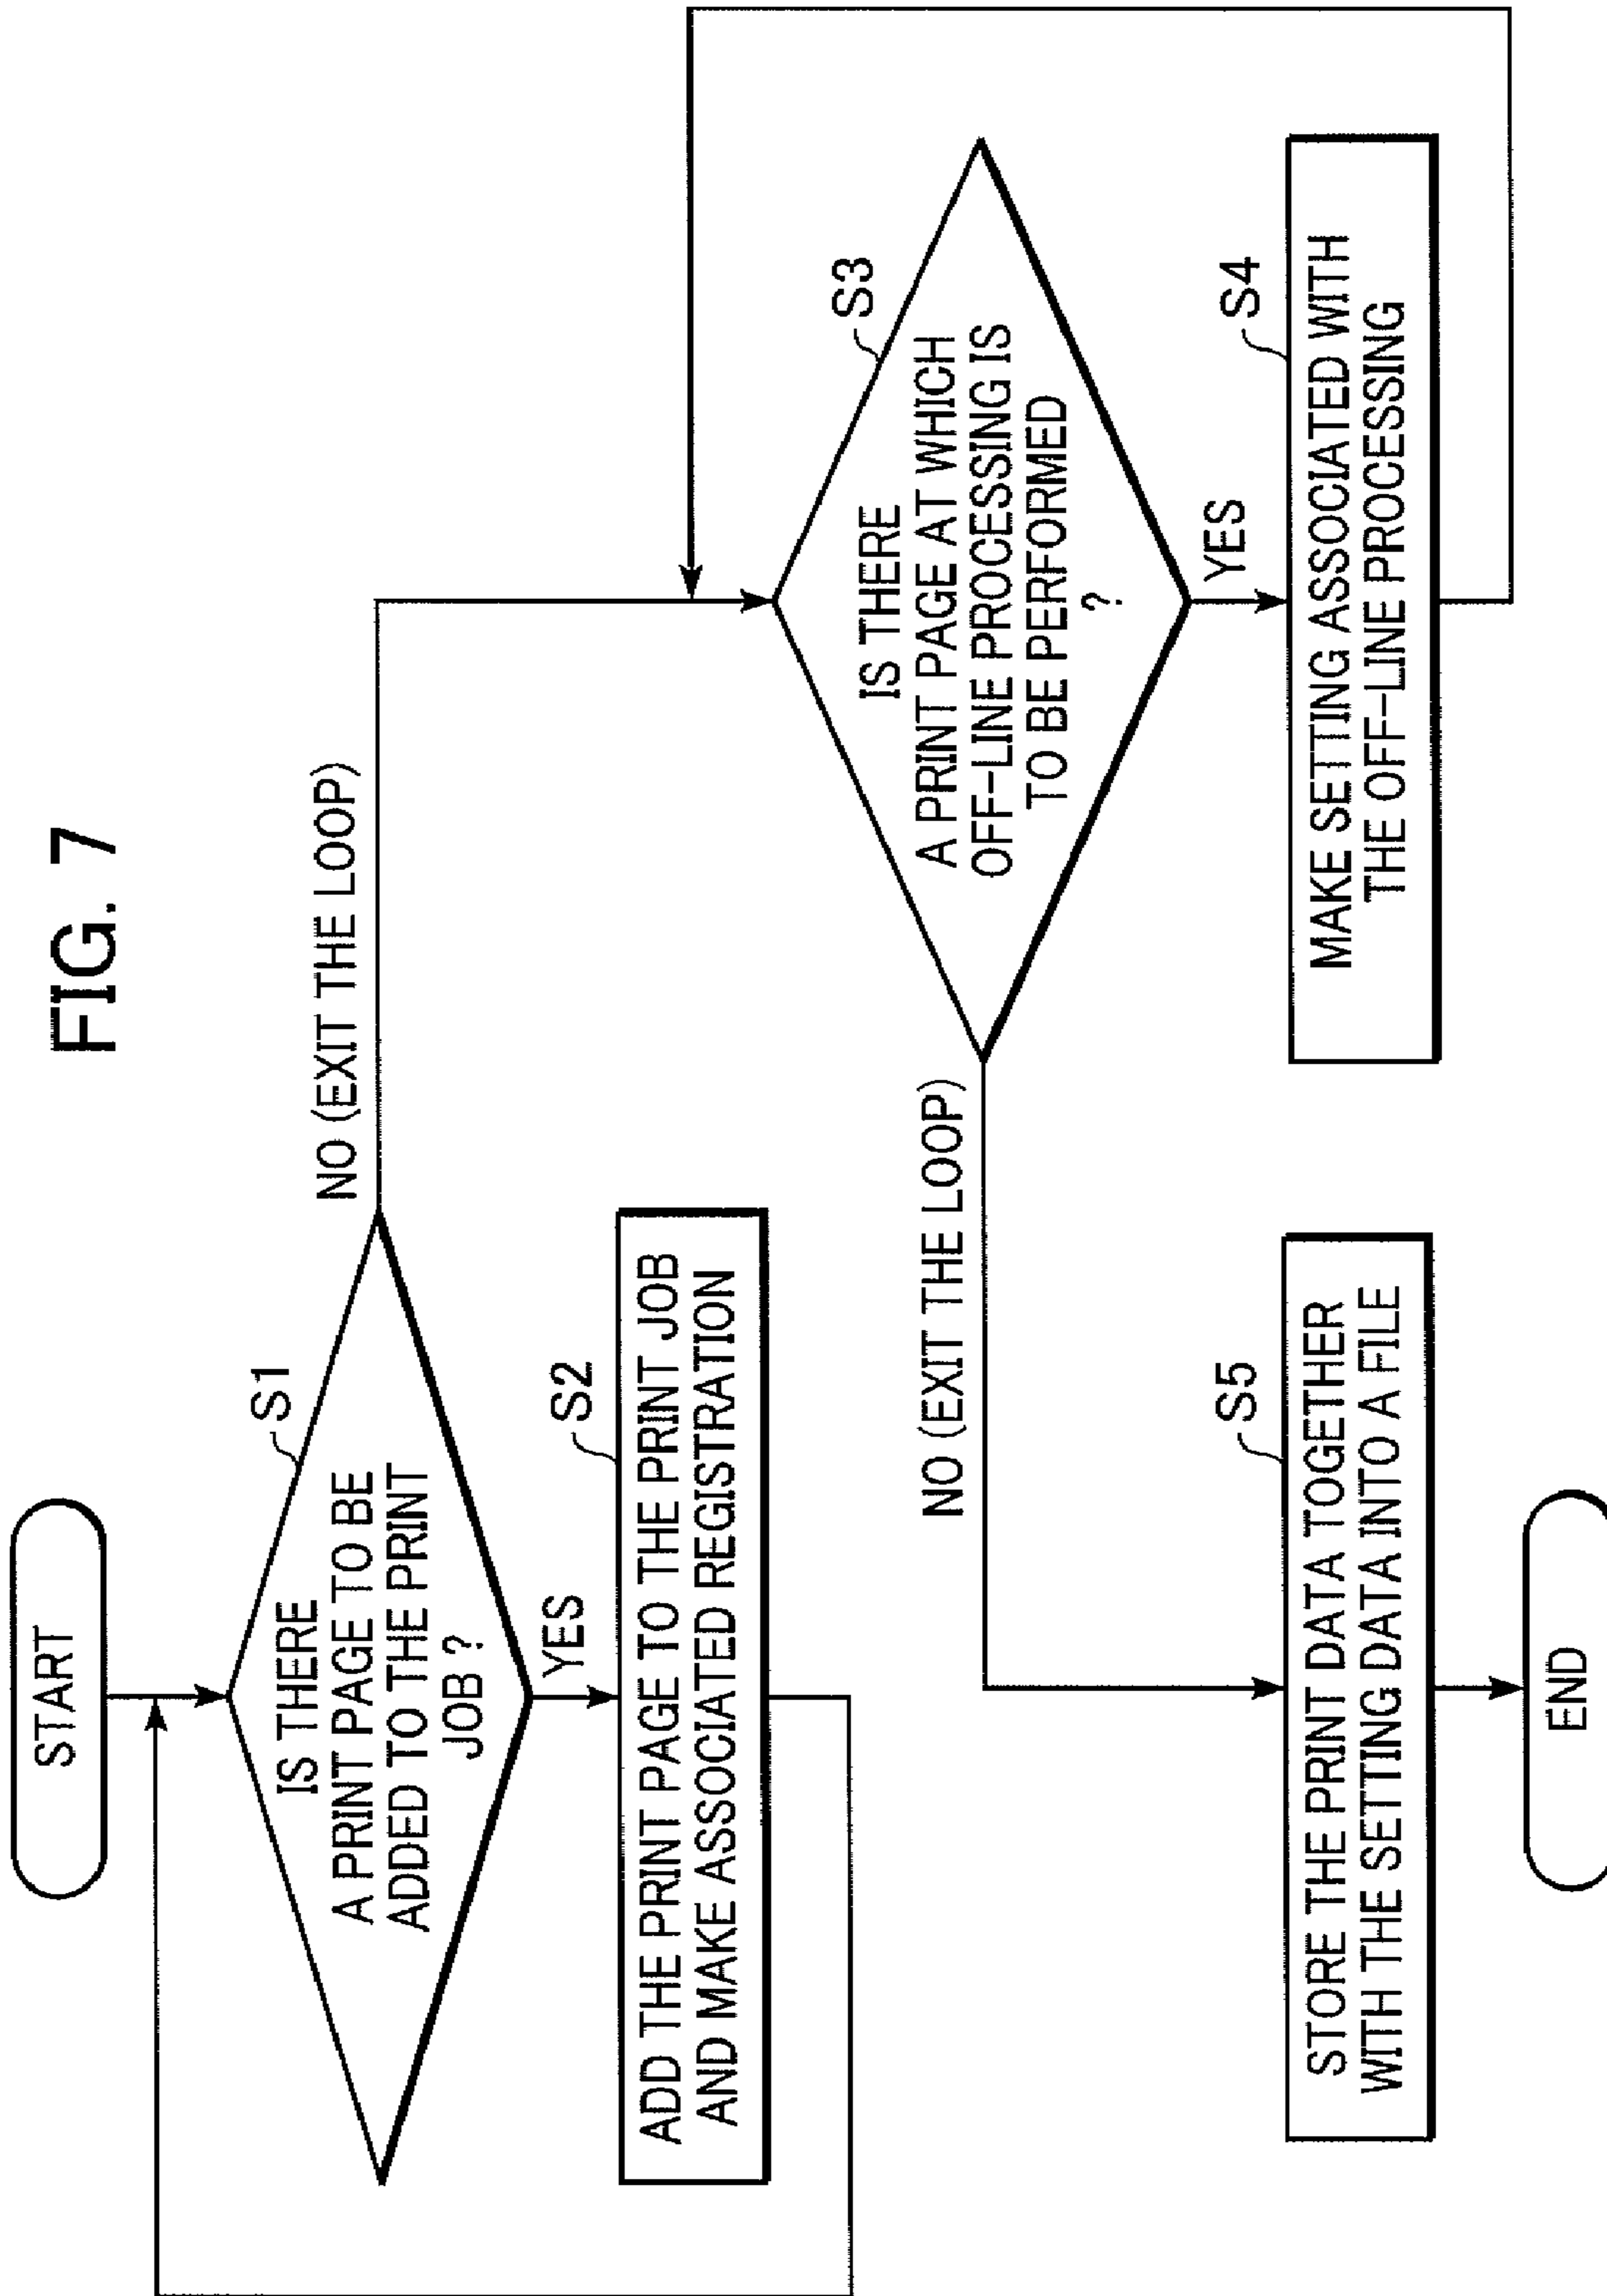 FIG. 7
START
S1
IS THERE
A PRINT PAGE TO BE
ADDED TO THE PRINT
JOB ?
NO (EXIT THE LOOP)
YES
S2
ADD THE PRINT PAGE TO THE PRINT JOB
AND MAKE ASSOCIATED REGISTRATION
S3
IS THERE
A PRINT PAGE AT WHICH
OFF-LINE PROCESSING IS
TO BE PERFORMED
?
NO (EXIT THE LOOP)
YES
S4
MAKE SETTING ASSOCIATED WITH
THE OFF-LINE PROCESSING
S5
STORE THE PRINT DATA TOGETHER
WITH THE SETTING DATA INTO A FILE
END